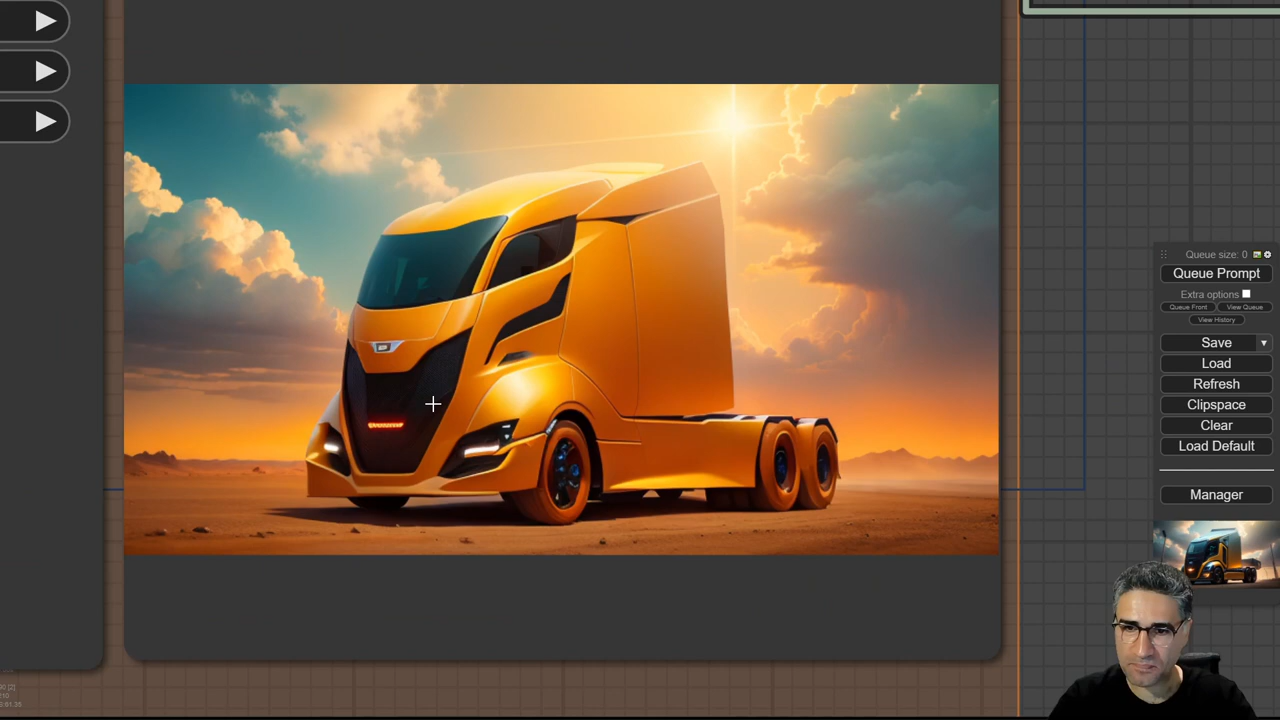 Queue size: 0
Queue Prompt
Extra options
Queue Front
View Queue
View History
Save
Load
Refresh
Clipspace
Clear
Load Default
Manager